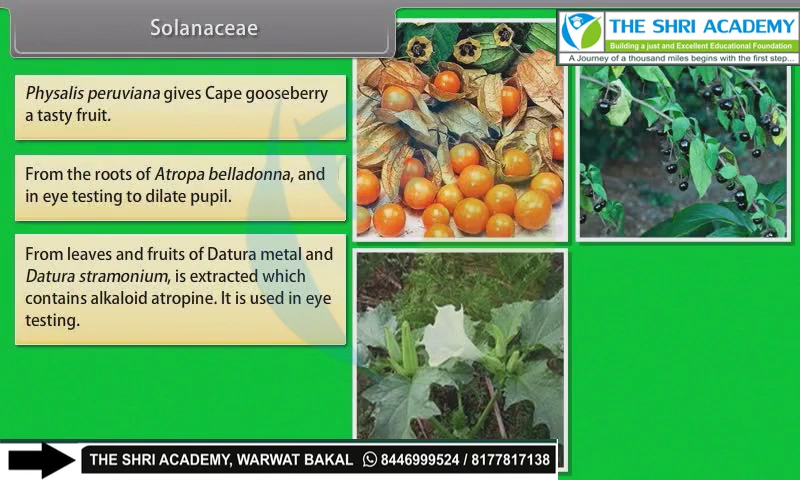 Solanaceae
THE SHRI ACADEMY
Building a just and Excellent Educational Foundation
A Journey of a thousand miles begins with the first step...
Physalis peruviana gives Cape gooseberry
a tasty fruit.
From the roots of Atropa belladonna, and
in eye testing to dilate pupil.
From leaves and fruits of Datura metal and
Datura stramonium, is extracted which
contains alkaloid atropine. It is used in eye
testing.
THE SHRI ACADEMY, WARWAT BAKAL 8446999524 / 8177817138